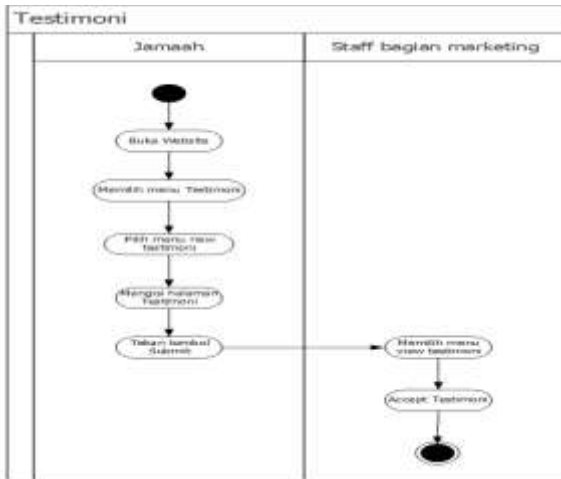 Testimoni
Jamaah
Staff bagian marketing
Buka Website
Memilih menu Testimoni
Pilih menu new
testimoni
Mengisi halaman
Testimoni
Tekan tombol
Submit
Memilih menu
view testimoni
Accept Testimoni